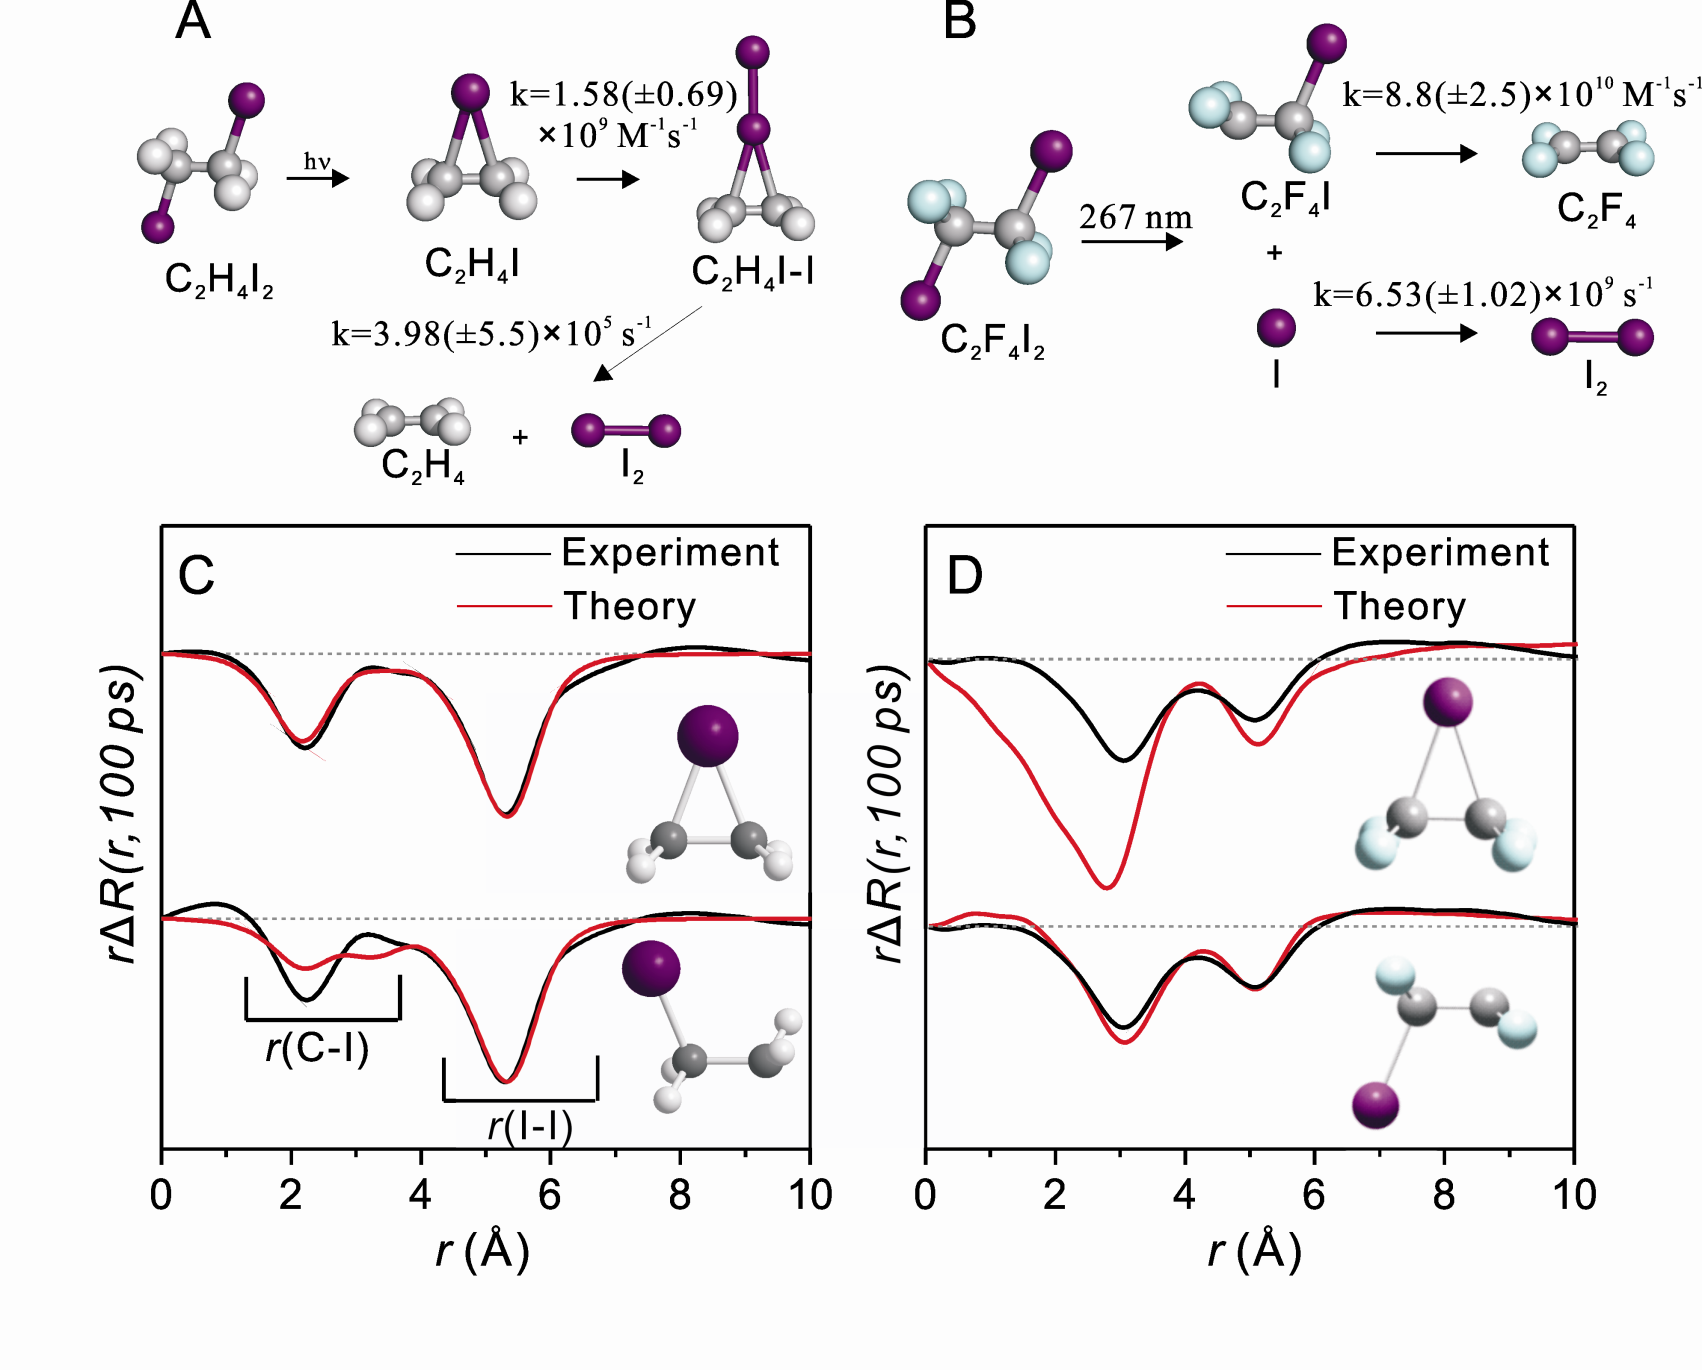 A
k=1.58(±0.69)
×10⁹ M⁻¹s⁻¹
hν
C₂H₄I₂
C₂H₄I
C₂H₄I-I
k=3.98(±5.5)×10⁵ s⁻¹
+
C₂H₄
I₂
B
k=8.8(±2.5)×10¹⁰ M⁻¹s⁻¹
C₂F₄I
C₂F₄
267 nm
+
k=6.53(±1.02)×10⁹ s⁻¹
C₂F₄I₂
I
I₂
C
Experiment
Theory
rΔR(r,100 ps)
r(C-I)
r(I-I)
0 2 4 6 8 10
r (Å)
D
Experiment
Theory
rΔR(r,100 ps)
0 2 4 6 8 10
r (Å)